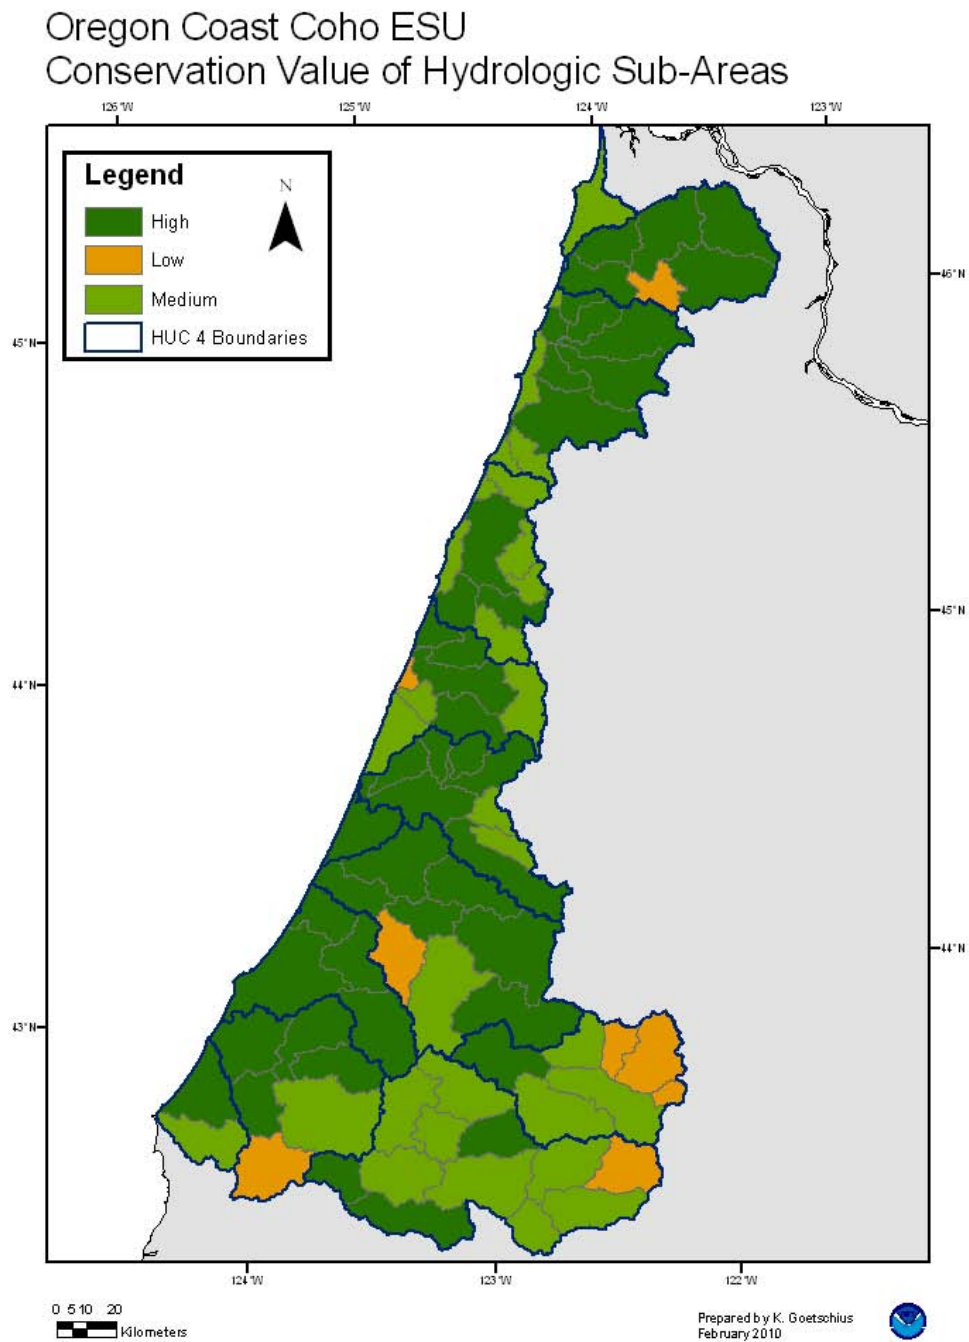 Oregon Coast Coho ESU
Conservation Value of Hydrologic Sub-Areas
126°W 125°W 124°W 123°W
Legend
N
High
Low
Medium
HUC 4 Boundaries
46°N
45°N
45°N
44°N
44°N
43°N
124°W 123°W 122°W
0 5 10 20
Kilometers
Prepared by K. Goetschius
February 2010